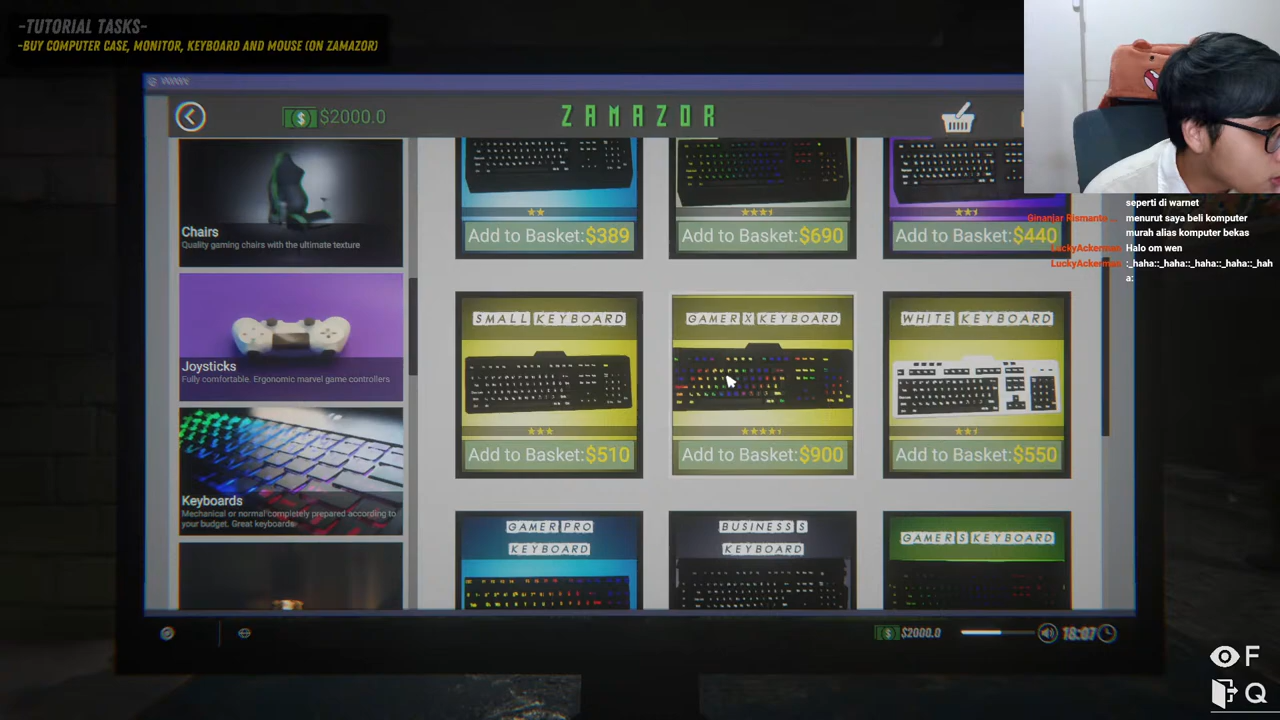 -TUTORIAL TASKS-
-BUY COMPUTER CASE, MONITOR, KEYBOARD AND MOUSE (ON ZAMAZOR)
$2000.0
ZAMAZOR
Chairs
Quality gaming chairs with the ultimate texture
Joysticks
Fully comfortable. Ergonomic marvel game controllers
Keyboards
Mechanical or normal completely prepared according to
your budget. Great keyboards
Add to Basket:$389
Add to Basket:$690
Add to Basket:$440
SMALL KEYBOARD
GAMER X KEYBOARD
WHITE KEYBOARD
Add to Basket:$510
Add to Basket:$900
Add to Basket:$550
GAMER PRO
KEYBOARD
BUSINESS S
KEYBOARD
GAMER S KEYBOARD
$2000.0
18:07
seperti di warnet
Ginanjar Rismanto ... menurut saya beli komputer
murah alias komputer bekas
LuckyAckerman Halo om wen
LuckyAckerman :_haha::_haha::_haha::_haha::_hah
a:
F
Q